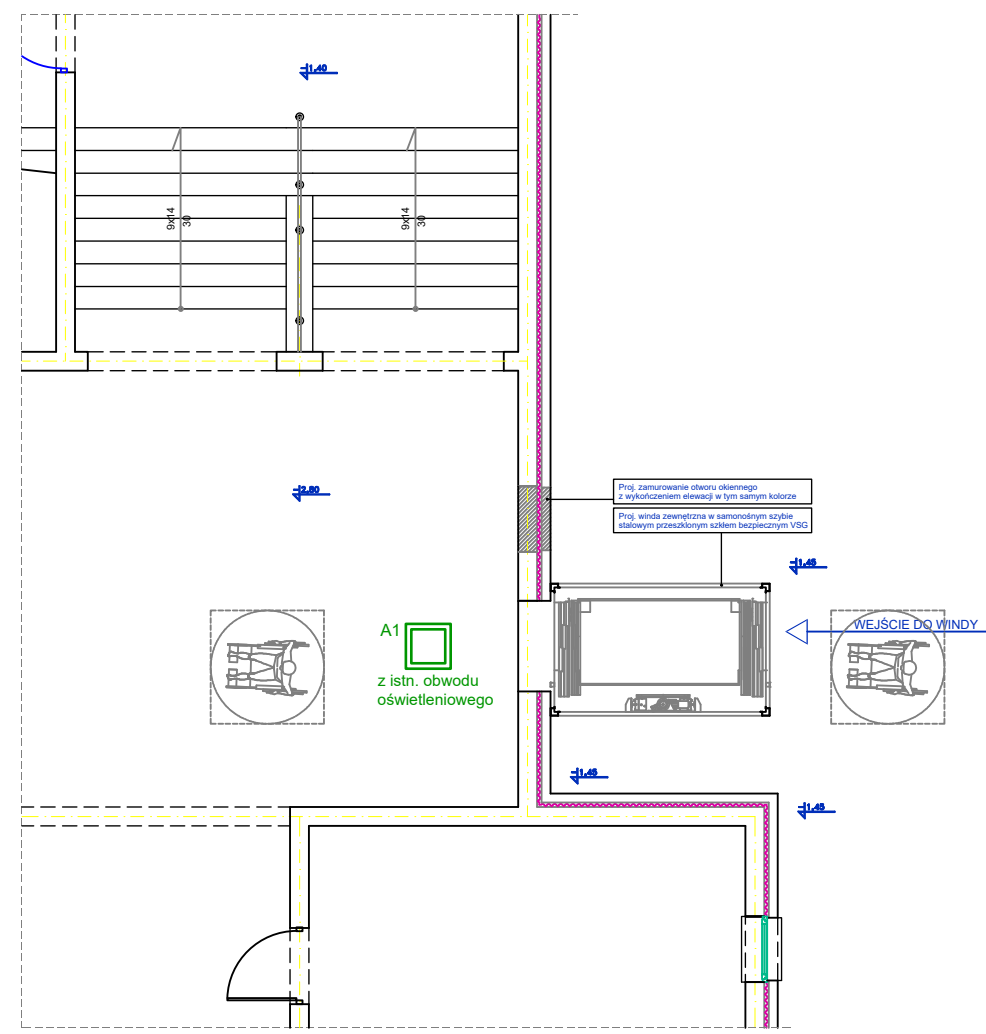 -1,40
9x14
30
9x14
30
-2,80
Proj. zamurowanie otworu okiennego
z wykończeniem elewacji w tym samym kolorze
Proj. winda zewnętrzna w samonośnym szybie
stalowym przeszklonym szkłem bezpiecznym VSG
-1,45
A1
WEJŚCIE DO WINDY
z istn. obwodu
oświetleniowego
-1,45
-1,45